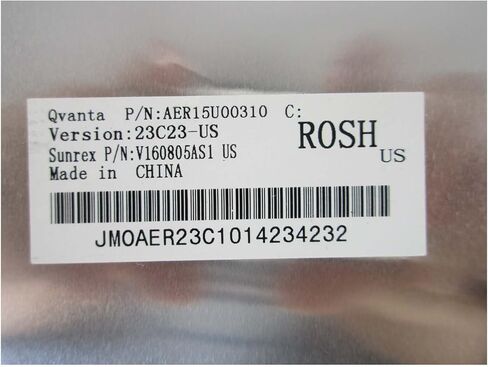 Qvanta P/N:AER15U00310 C:
Version:23C23-US
Sunrex P/N:V160805AS1 US
Made in CHINA
ROSH
US
JMOAER23C1014234232